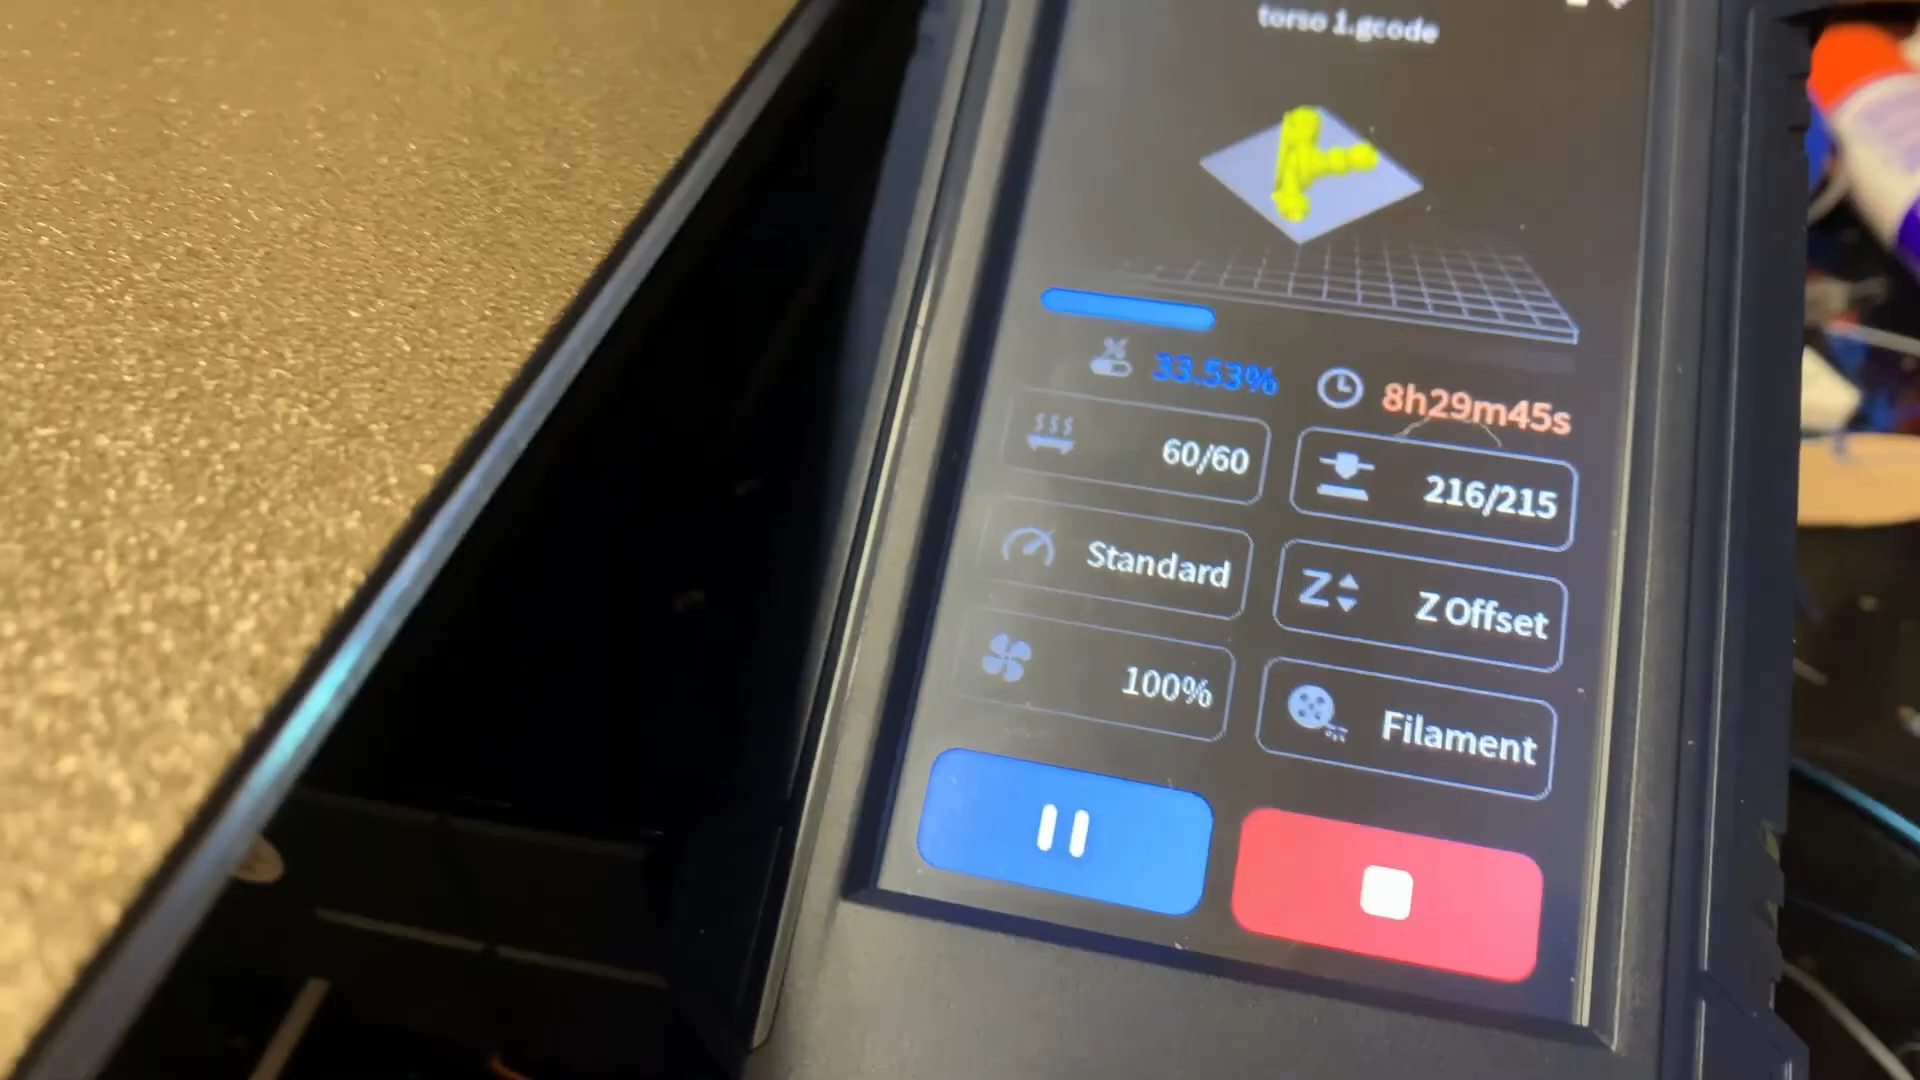 torso 1.gcode
33.53%
8h29m45s
60/60
216/215
Standard
Z Offset
100%
Filament